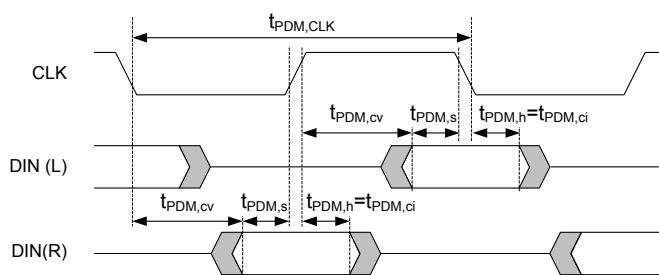 tPDM,CLK
CLK
tPDM,cv tPDM,s tPDM,h=tPDM,ci
DIN (L)
tPDM,cv tPDM,s tPDM,h=tPDM,ci
DIN(R)